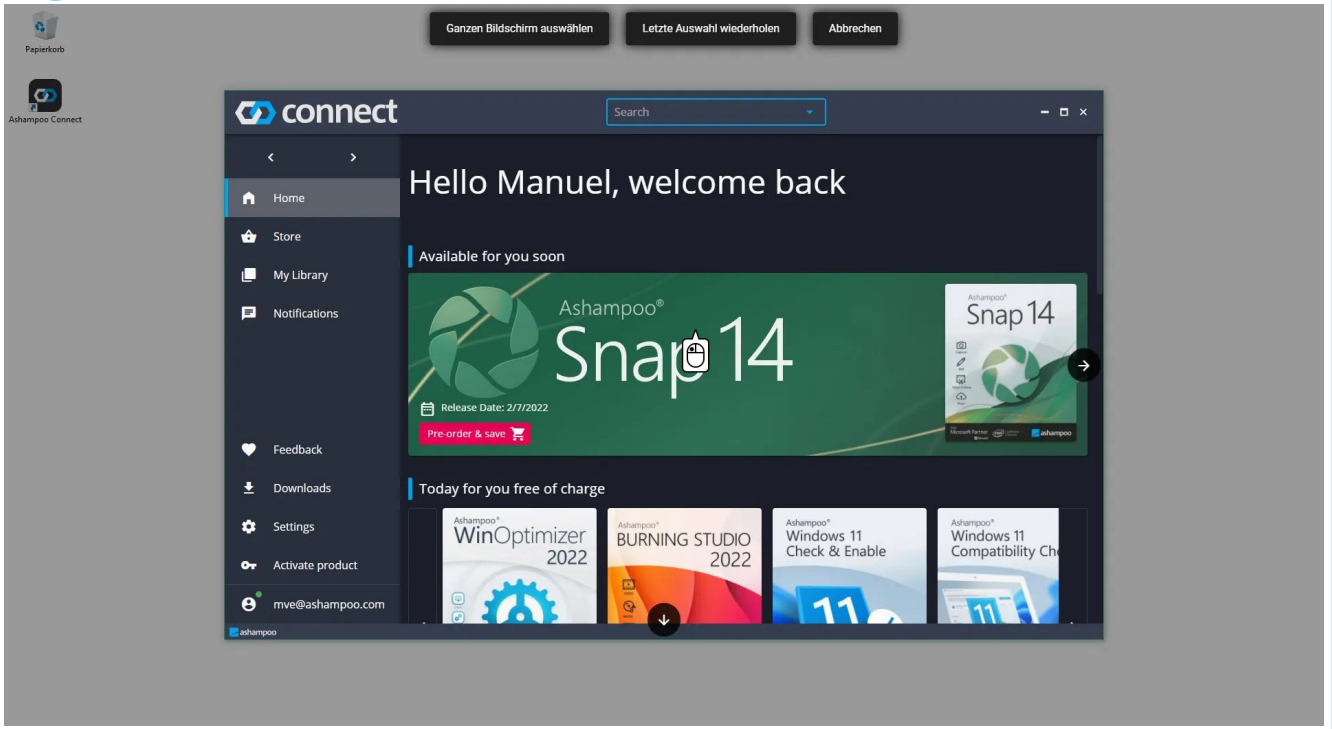 Ganzen Bildschirm auswählen
Letzte Auswahl wiederholen
Abbrechen
Papierkorb
Ashampoo Connect
connect
Search
Home
Store
My Library
Notifications
Feedback
Downloads
Settings
Activate product
mve@ashampoo.com
ashampoo
Hello Manuel, welcome back
Available for you soon
Ashampoo®
Snap 14
Release Date: 2/7/2022
Pre-order & save
Ashampoo®
Snap 14
ashampoo
Today for you free of charge
Ashampoo®
WinOptimizer
2022
Ashampoo®
BURNING STUDIO
2022
Ashampoo®
Windows 11
Check & Enable
11
Ashampoo®
Windows 11
Compatibility Che
11